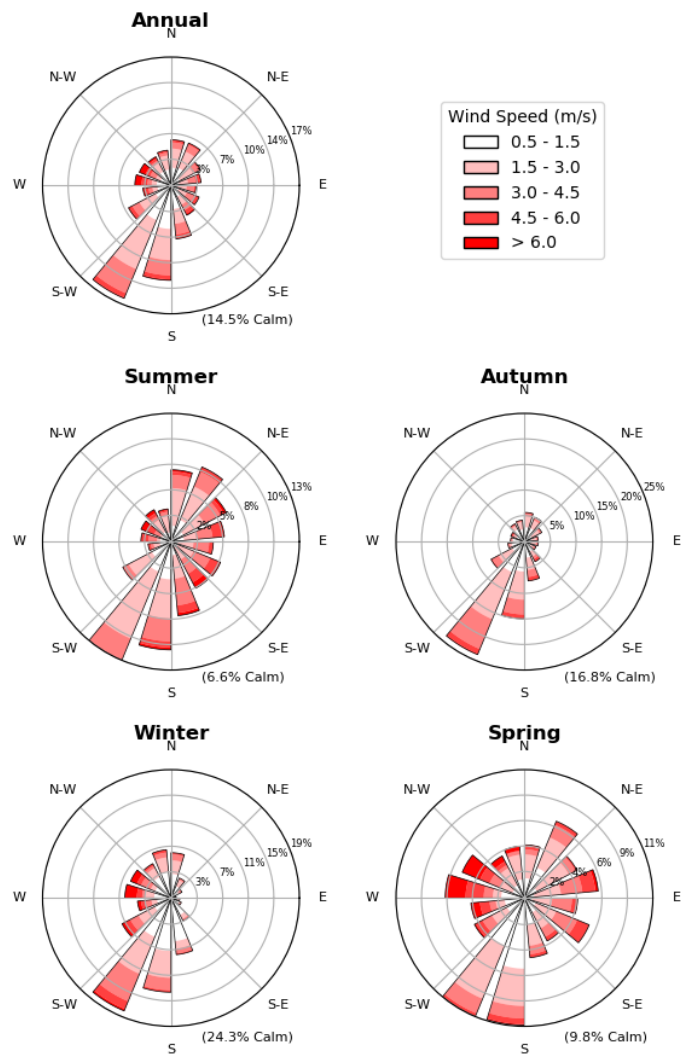 Annual
N
N-W
N-E
W
E
S-W
S-E
S
3%
7%
10%
14%
17%
(14.5% Calm)
Wind Speed (m/s)
0.5 - 1.5
1.5 - 3.0
3.0 - 4.5
4.5 - 6.0
> 6.0
Summer
N
N-W
N-E
W
E
S-W
S-E
S
2%
5%
8%
10%
13%
(6.6% Calm)
Autumn
N
N-W
N-E
W
E
S-W
S-E
S
5%
10%
15%
20%
25%
(16.8% Calm)
Winter
N
N-W
N-E
W
E
S-W
S-E
S
3%
7%
11%
15%
19%
(24.3% Calm)
Spring
N
N-W
N-E
W
E
S-W
S-E
S
2%
4%
6%
9%
11%
(9.8% Calm)